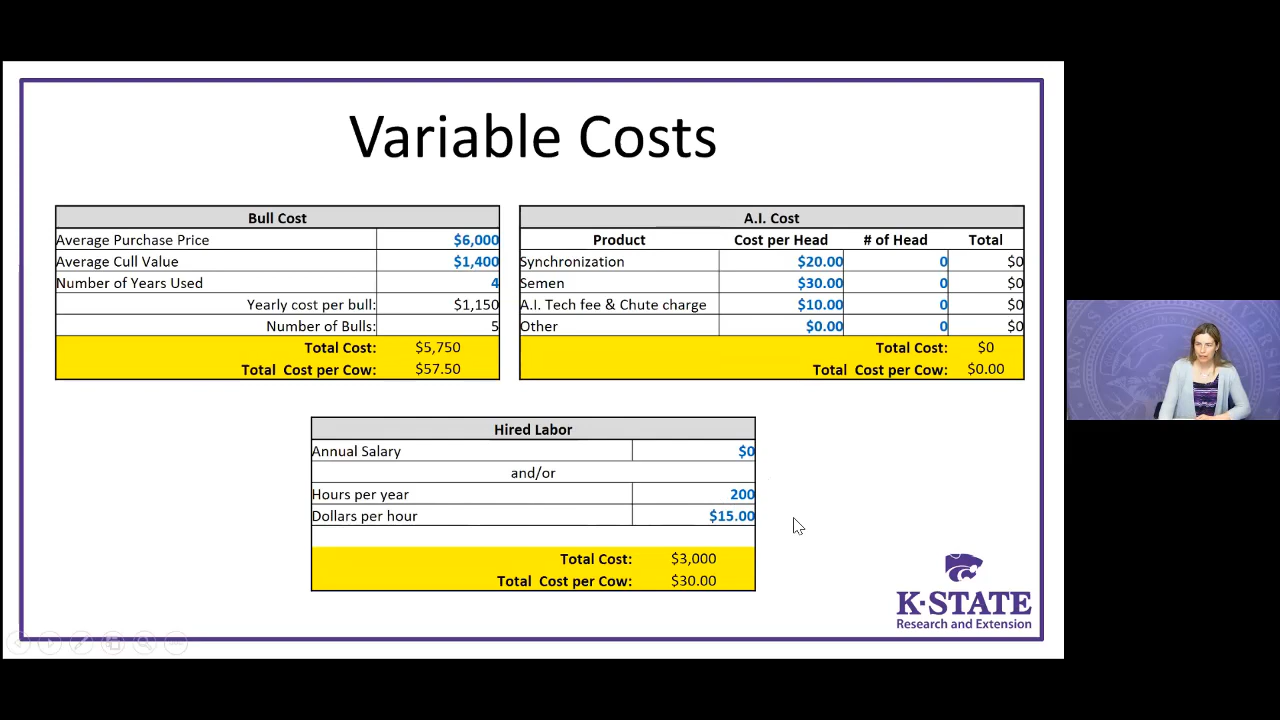 Variable Costs
Bull Cost
Average Purchase Price $6,000
Average Cull Value $1,400
Number of Years Used 4
Yearly cost per bull: $1,150
Number of Bulls: 5
Total Cost: $5,750
Total Cost per Cow: $57.50
A.I. Cost
Product Cost per Head # of Head Total
Synchronization $20.00 0 $0
Semen $30.00 0 $0
A.I. Tech fee & Chute charge $10.00 0 $0
Other $0.00 0 $0
Total Cost: $0
Total Cost per Cow: $0.00
Hired Labor
Annual Salary $0
and/or
Hours per year 200
Dollars per hour $15.00
Total Cost: $3,000
Total Cost per Cow: $30.00
K-STATE
Research and Extension